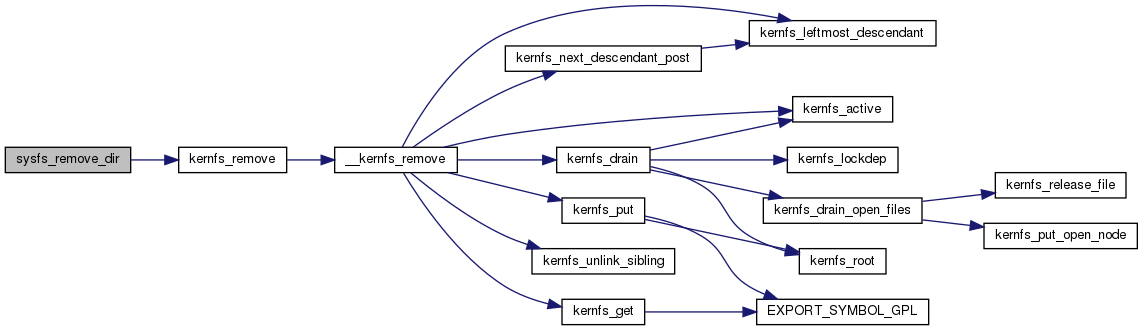 sysfs_remove_dir
kernfs_remove
__kernfs_remove
kernfs_leftmost_descendant
kernfs_next_descendant_post
kernfs_active
kernfs_drain
kernfs_lockdep
kernfs_drain_open_files
kernfs_release_file
kernfs_put_open_node
kernfs_put
kernfs_root
kernfs_unlink_sibling
kernfs_get
EXPORT_SYMBOL_GPL